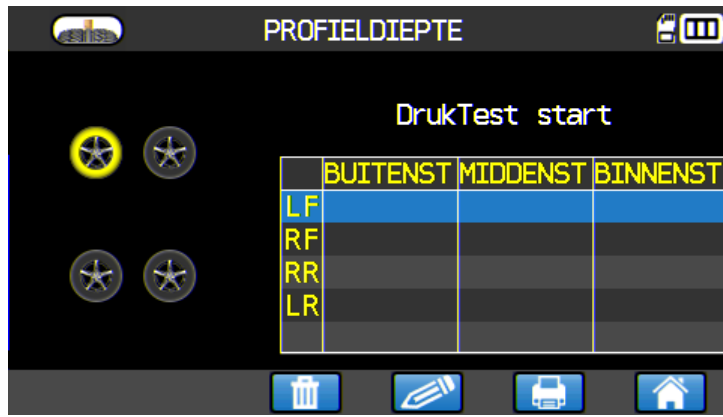 PROFIELDIEPTE
DrukTest start
BUITENST MIDDENST BINNENST
LF
RF
RR
LR